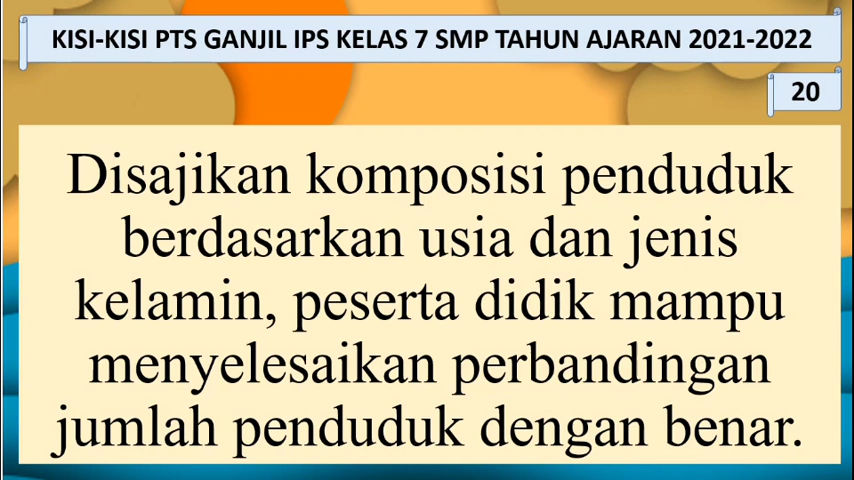 KISI-KISI PTS GANJIL IPS KELAS 7 SMP TAHUN AJARAN 2021-2022
20
Disajikan komposisi penduduk
berdasarkan usia dan jenis
kelamin, peserta didik mampu
menyelesaikan perbandingan
jumlah penduduk dengan benar.